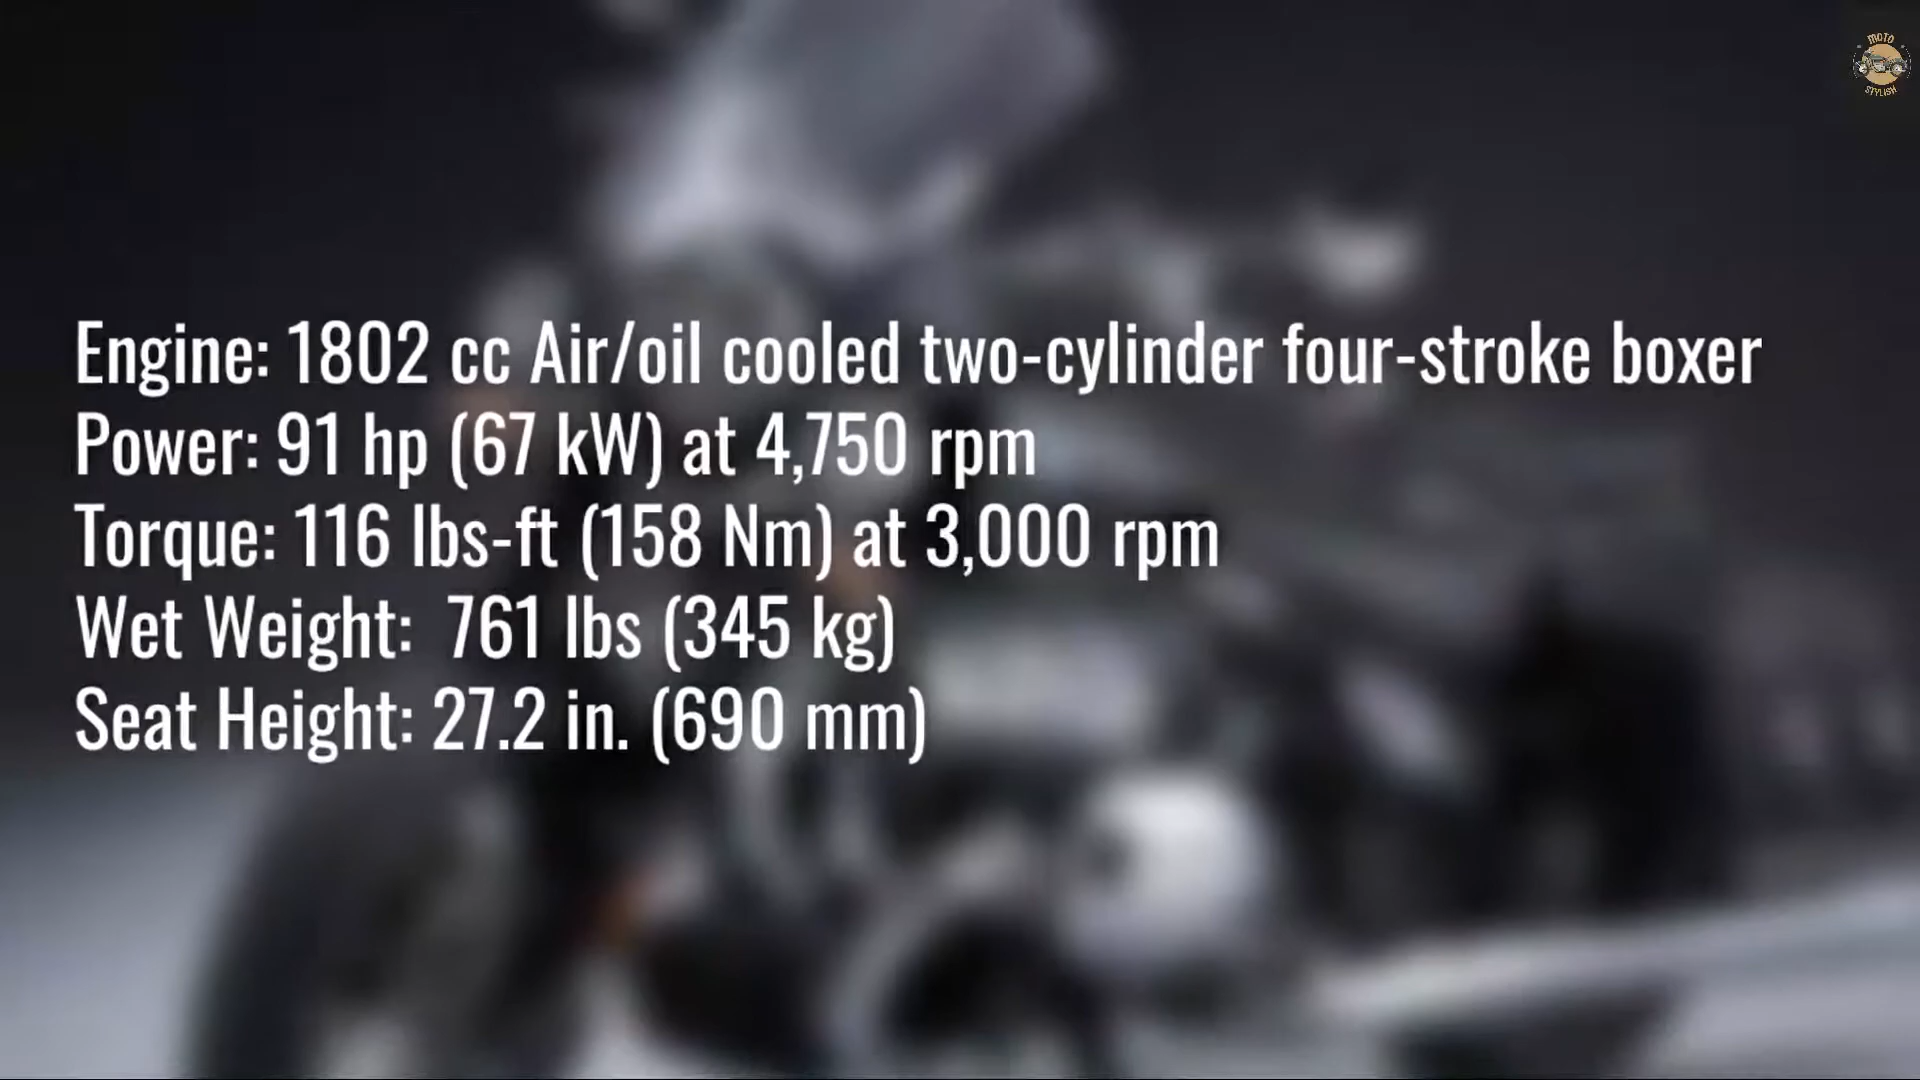 MOTO
STYLISH
Engine: 1802 cc Air/oil cooled two-cylinder four-stroke boxer
Power: 91 hp (67 kW) at 4,750 rpm
Torque: 116 lbs-ft (158 Nm) at 3,000 rpm
Wet Weight:  761 lbs (345 kg)
Seat Height: 27.2 in. (690 mm)